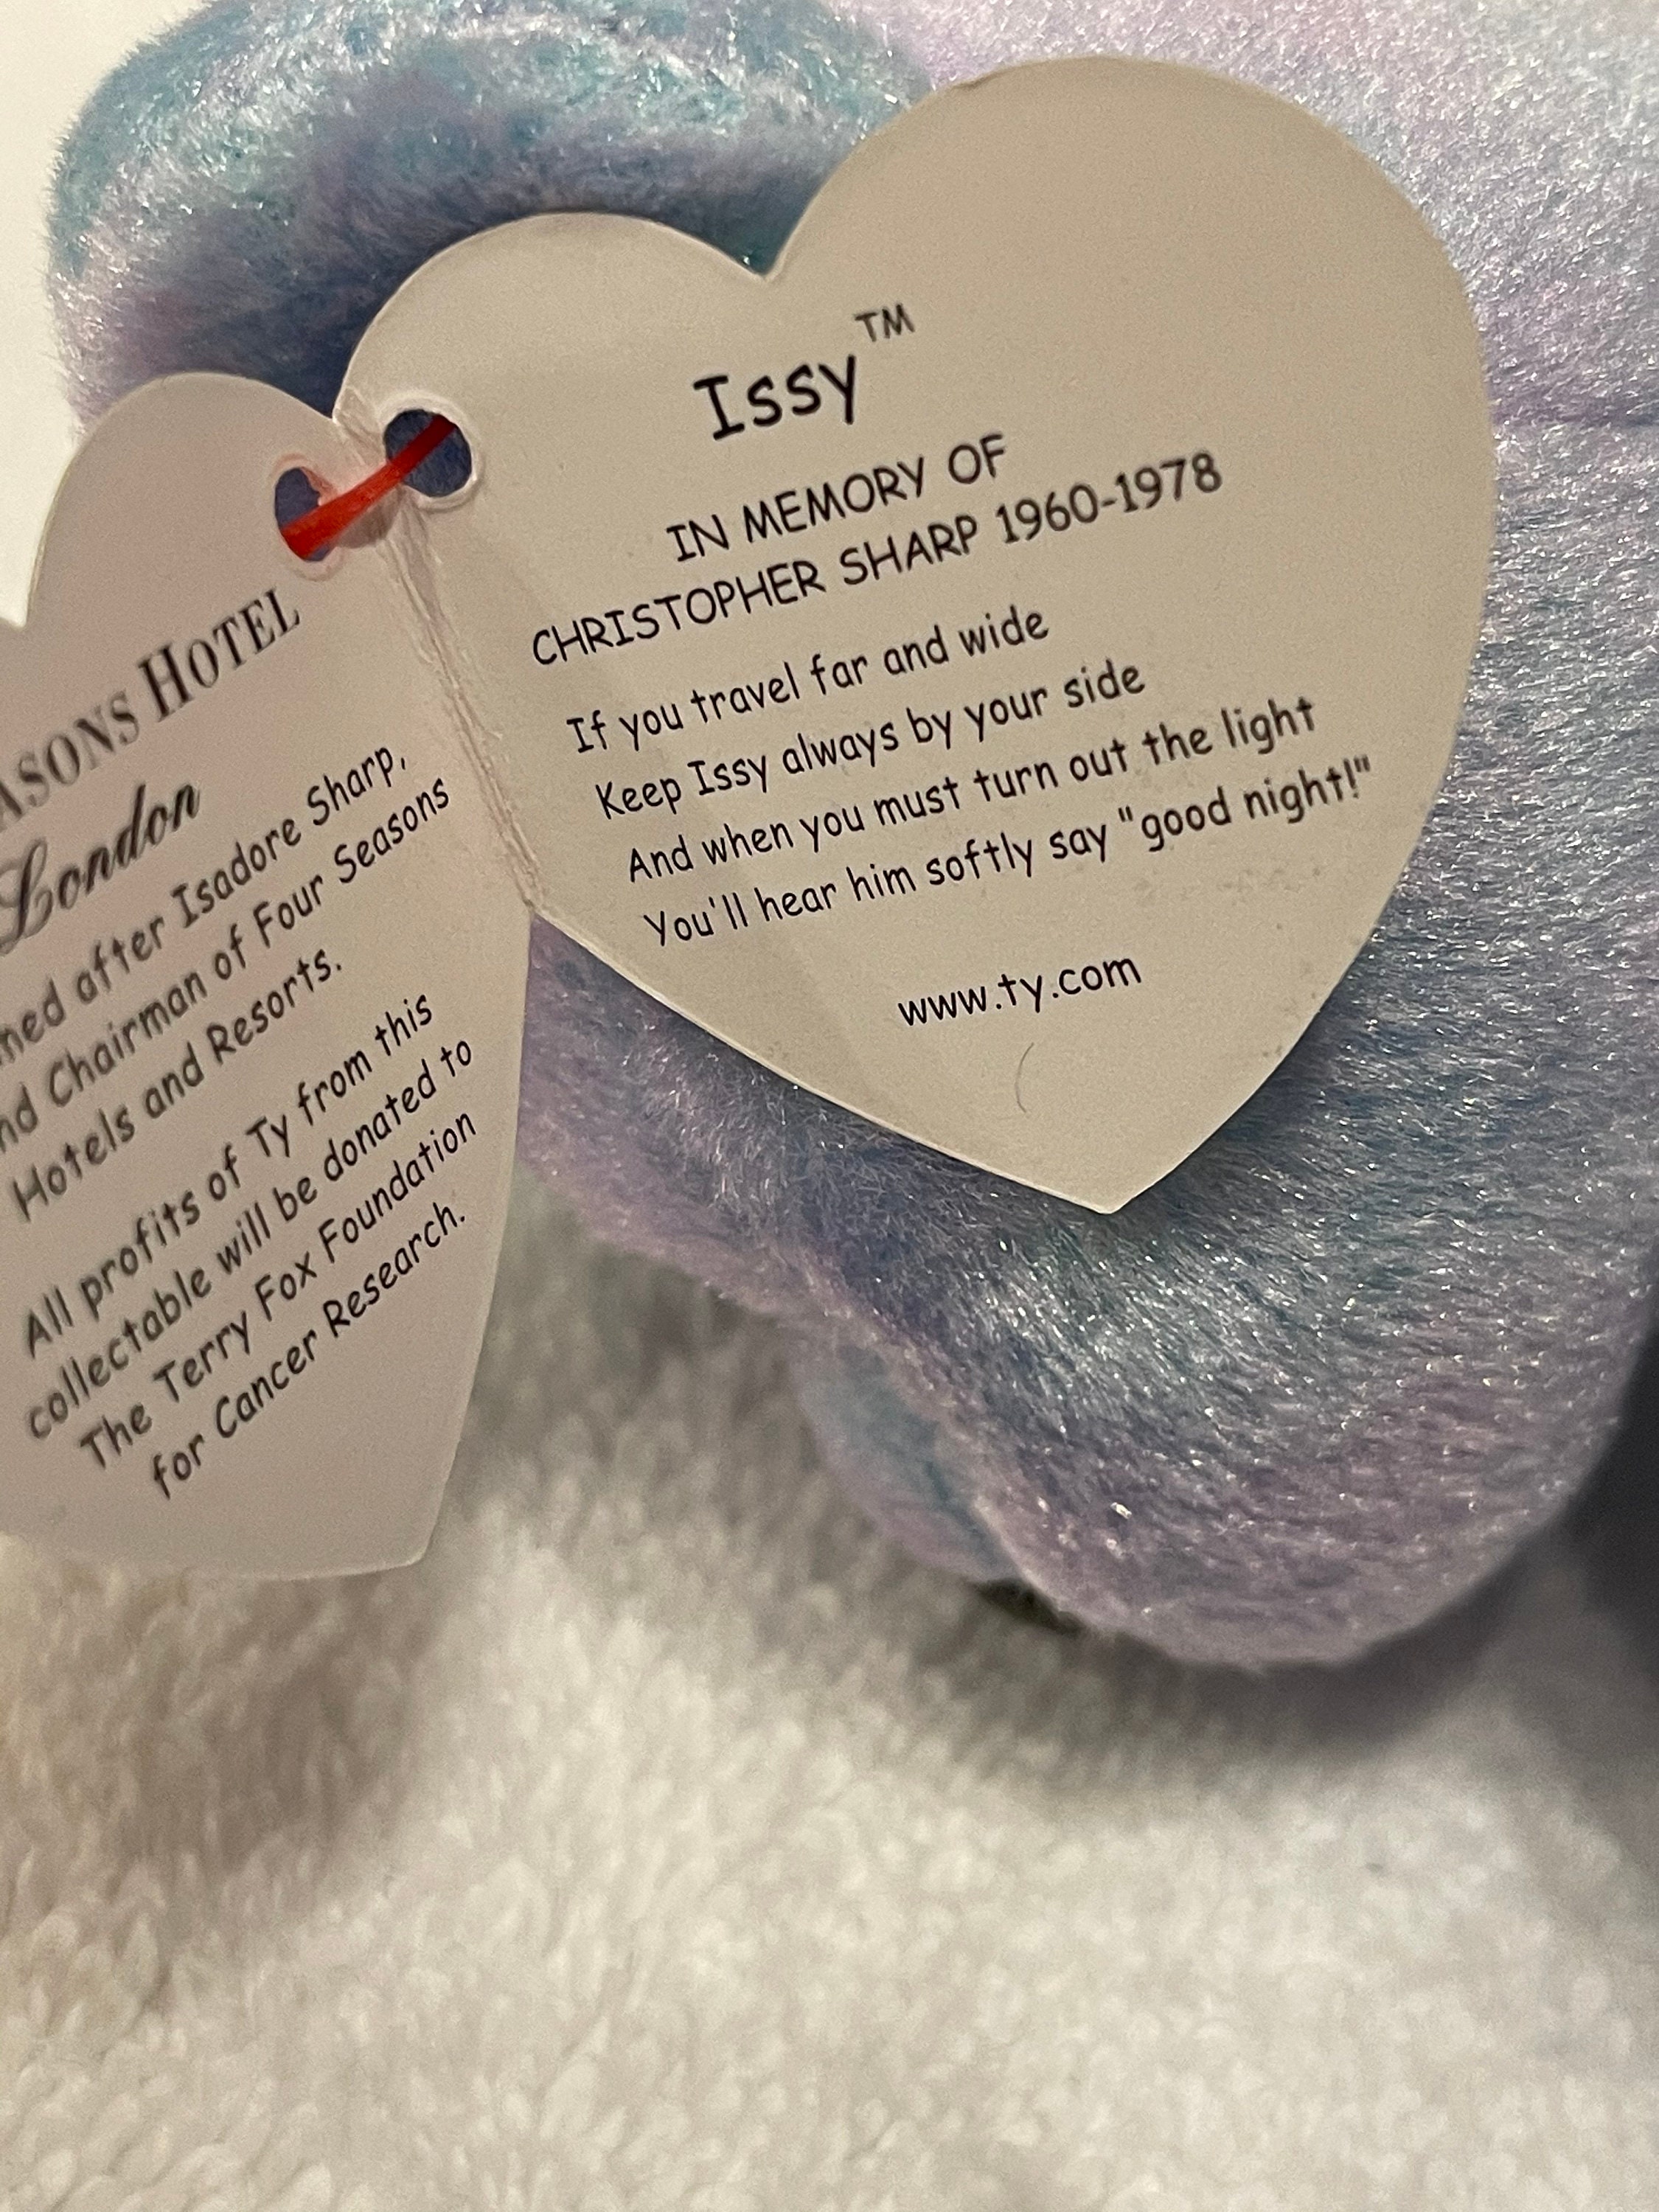 HOTEL
London
after Isadore Sharp,
Chairman of Four Seasons
Hotels and Resorts.
All profits of Ty from this
collectable will be donated to
The Terry Fox Foundation
for Cancer Research.
Issy™
IN MEMORY OF
CHRISTOPHER SHARP 1960-1978
If you travel far and wide
Keep Issy always by your side
And when you must turn out the light
You'll hear him softly say "good night!"
www.ty.com